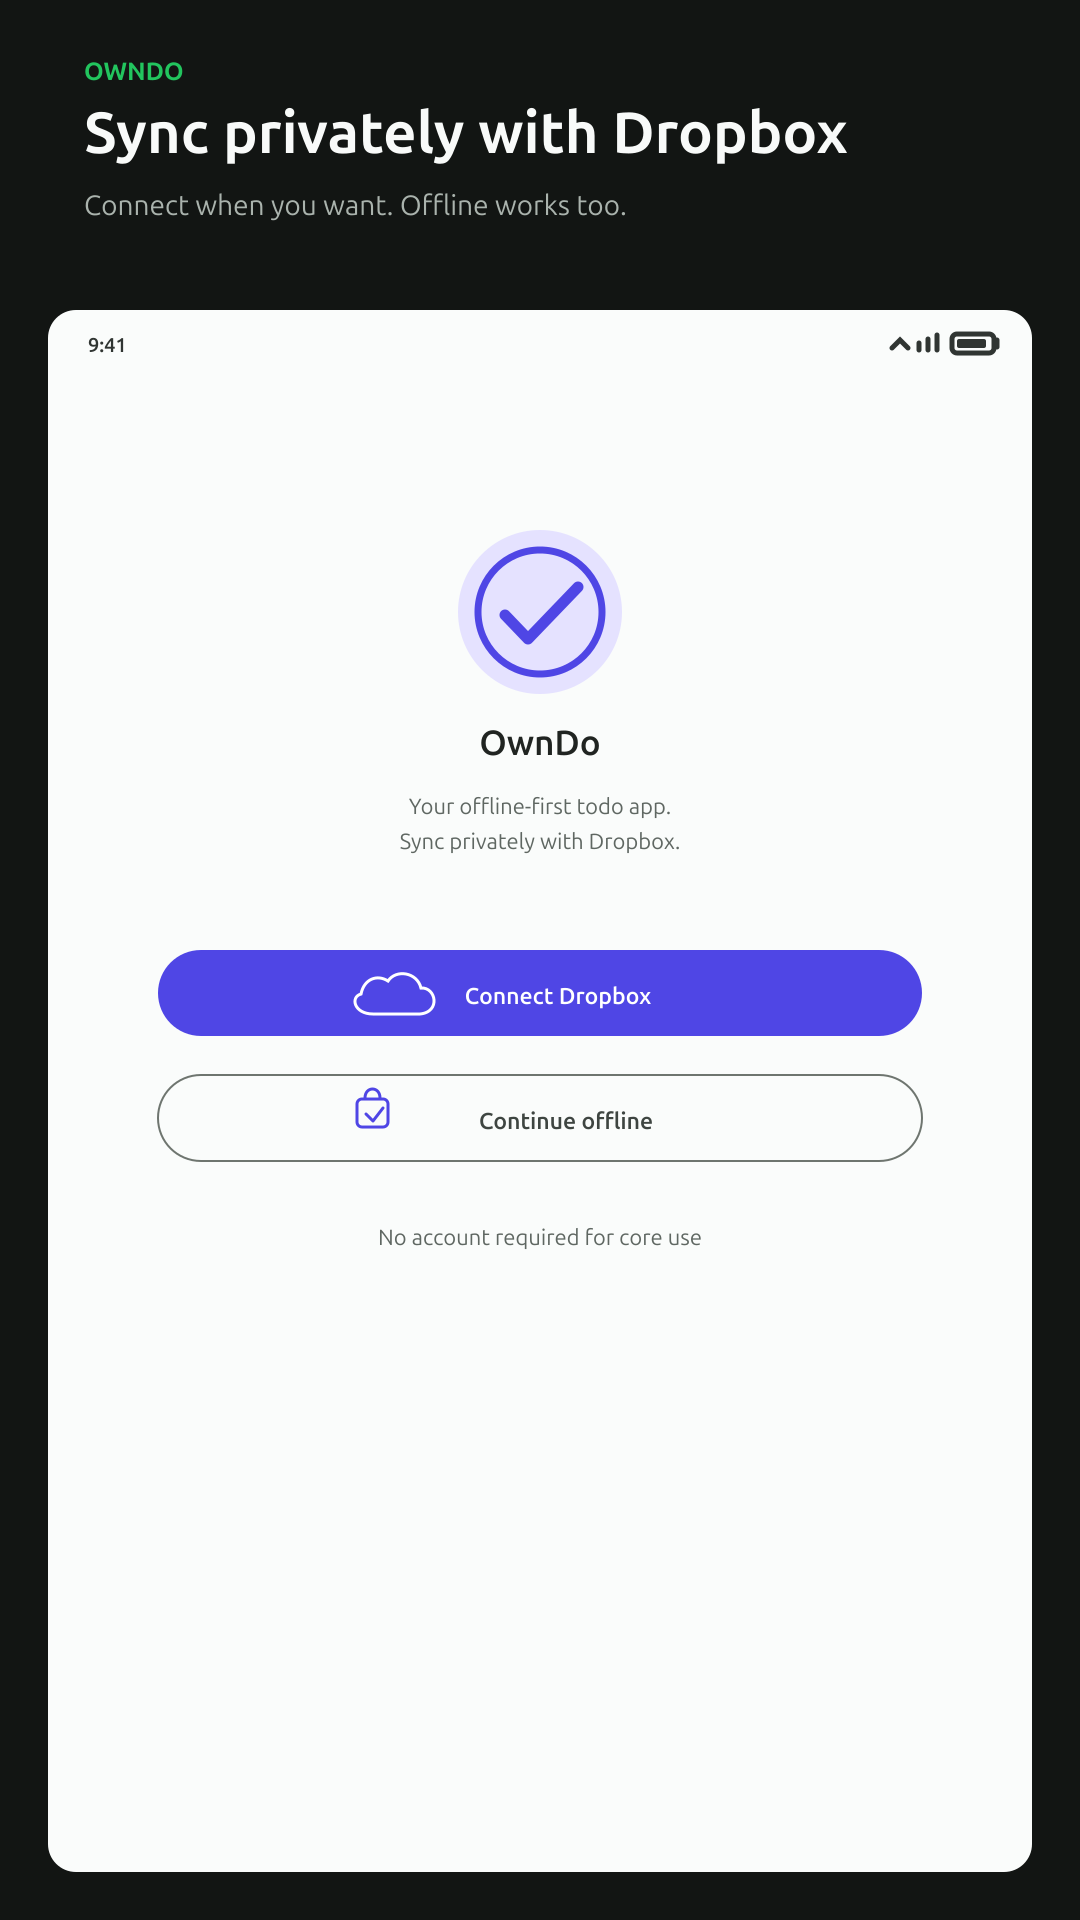 OWNDO
Sync privately with Dropbox
Connect when you want. Offline works too.
9:41
OwnDo
Your offline-first todo app.
Sync privately with Dropbox.
Connect Dropbox
Continue offline
No account required for core use